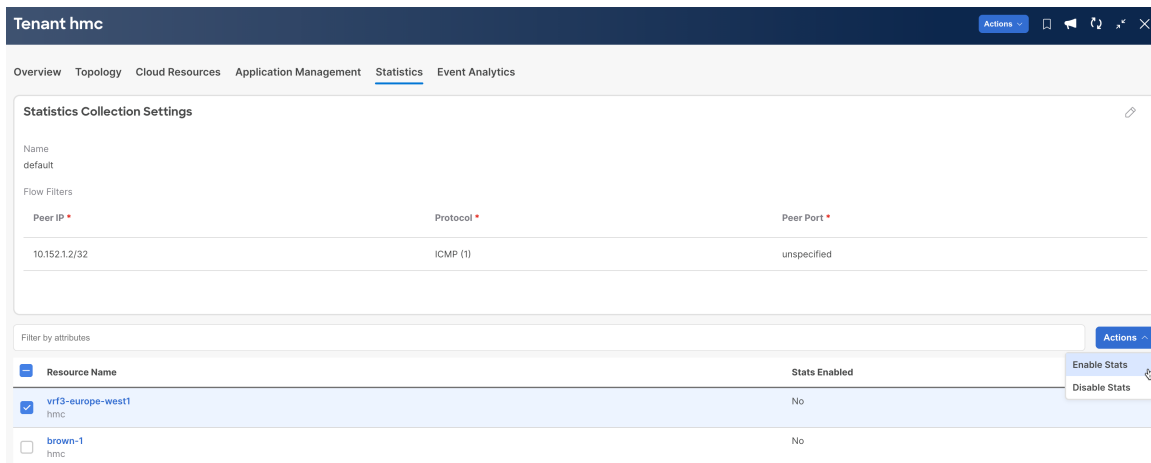 Tenant hmc
Actions
Overview Topology Cloud Resources Application Management Statistics Event Analytics
Statistics Collection Settings
Name
default
Flow Filters
Peer IP * Protocol * Peer Port *
10.152.1.2/32 ICMP (1) unspecified
Filter by attributes
Actions
Enable Stats
Disable Stats
Resource Name Stats Enabled
vrf3-europe-west1 No
hmc
brown-1 No
hmc